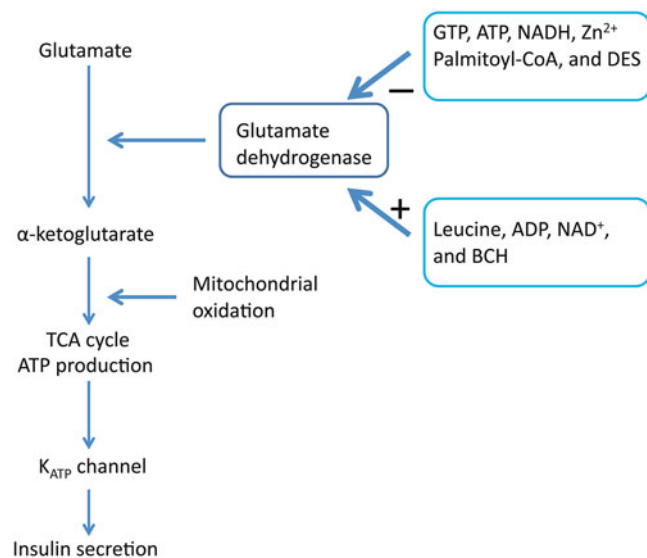 GTP, ATP, NADH, Zn²⁺
Palmitoyl-CoA, and DES
Glutamate
−
Glutamate
dehydrogenase
+
Leucine, ADP, NAD⁺,
and BCH
α-ketoglutarate
Mitochondrial
oxidation
TCA cycle
ATP production
K_ATP channel
Insulin secretion